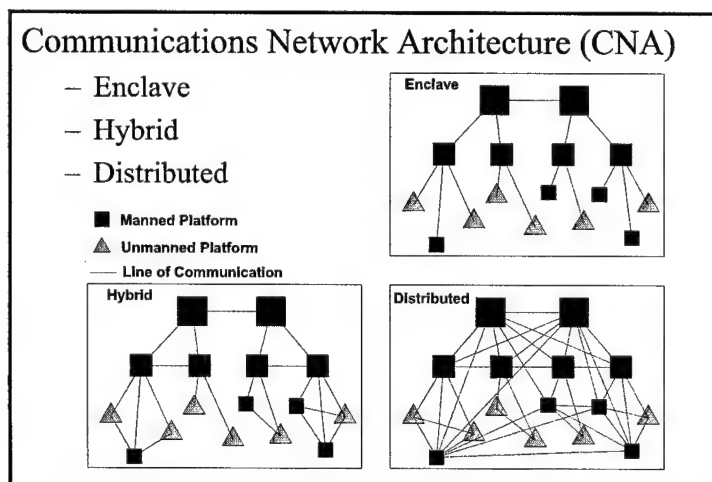 Communications Network Architecture (CNA)
– Enclave
– Hybrid
– Distributed
Manned Platform
Unmanned Platform
Line of Communication
Enclave
Hybrid
Distributed